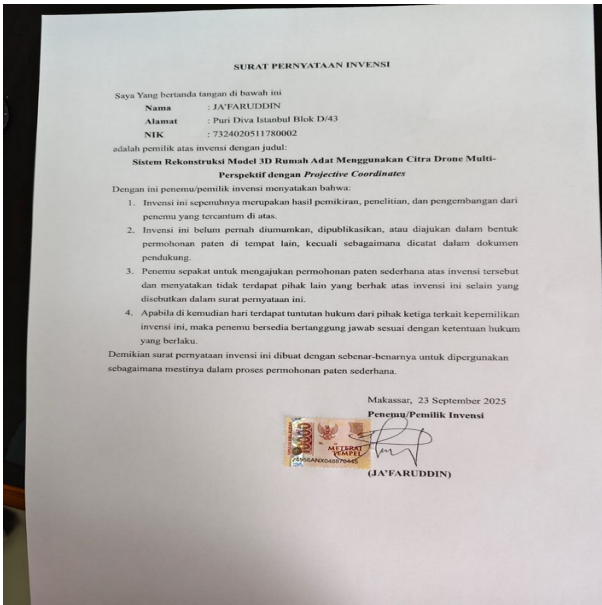 SURAT PERNYATAAN INVENSI
Saya Yang bertanda tangan di bawah ini
Nama : JA'FARUDDIN
Alamat : Puri Diva Istanbul Blok D/43
NIK : 7324020511780002
adalah pemilik atas invensi dengan judul:
Sistem Rekonstruksi Model 3D Rumah Adat Menggunakan Citra Drone Multi-
Perspektif dengan Projective Coordinates
Dengan ini penemu/pemilik invensi menyatakan bahwa:
1. Invensi ini sepenuhnya merupakan hasil pemikiran, penelitian, dan pengembangan dari
penemu yang tercantum di atas.
2. Invensi ini belum pernah diumumkan, dipublikasikan, atau diajukan dalam bentuk
permohonan paten di tempat lain, kecuali sebagaimana dicatat dalam dokumen
pendukung.
3. Penemu sepakat untuk mengajukan permohonan paten sederhana atas invensi tersebut
dan menyatakan tidak terdapat pihak lain yang berhak atas invensi ini selain yang
disebutkan dalam surat pernyataan ini.
4. Apabila di kemudian hari terdapat tuntutan hukum dari pihak ketiga terkait kepemilikan
invensi ini, maka penemu bersedia bertanggung jawab sesuai dengan ketentuan hukum
yang berlaku.
Demikian surat pernyataan invensi ini dibuat dengan sebenar-benarnya untuk dipergunakan
sebagaimana mestinya dalam proses permohonan paten sederhana.
Makassar, 23 September 2025
Penemu/Pemilik Invensi
10000
METERAI
TEMPEL
(JA'FARUDDIN)